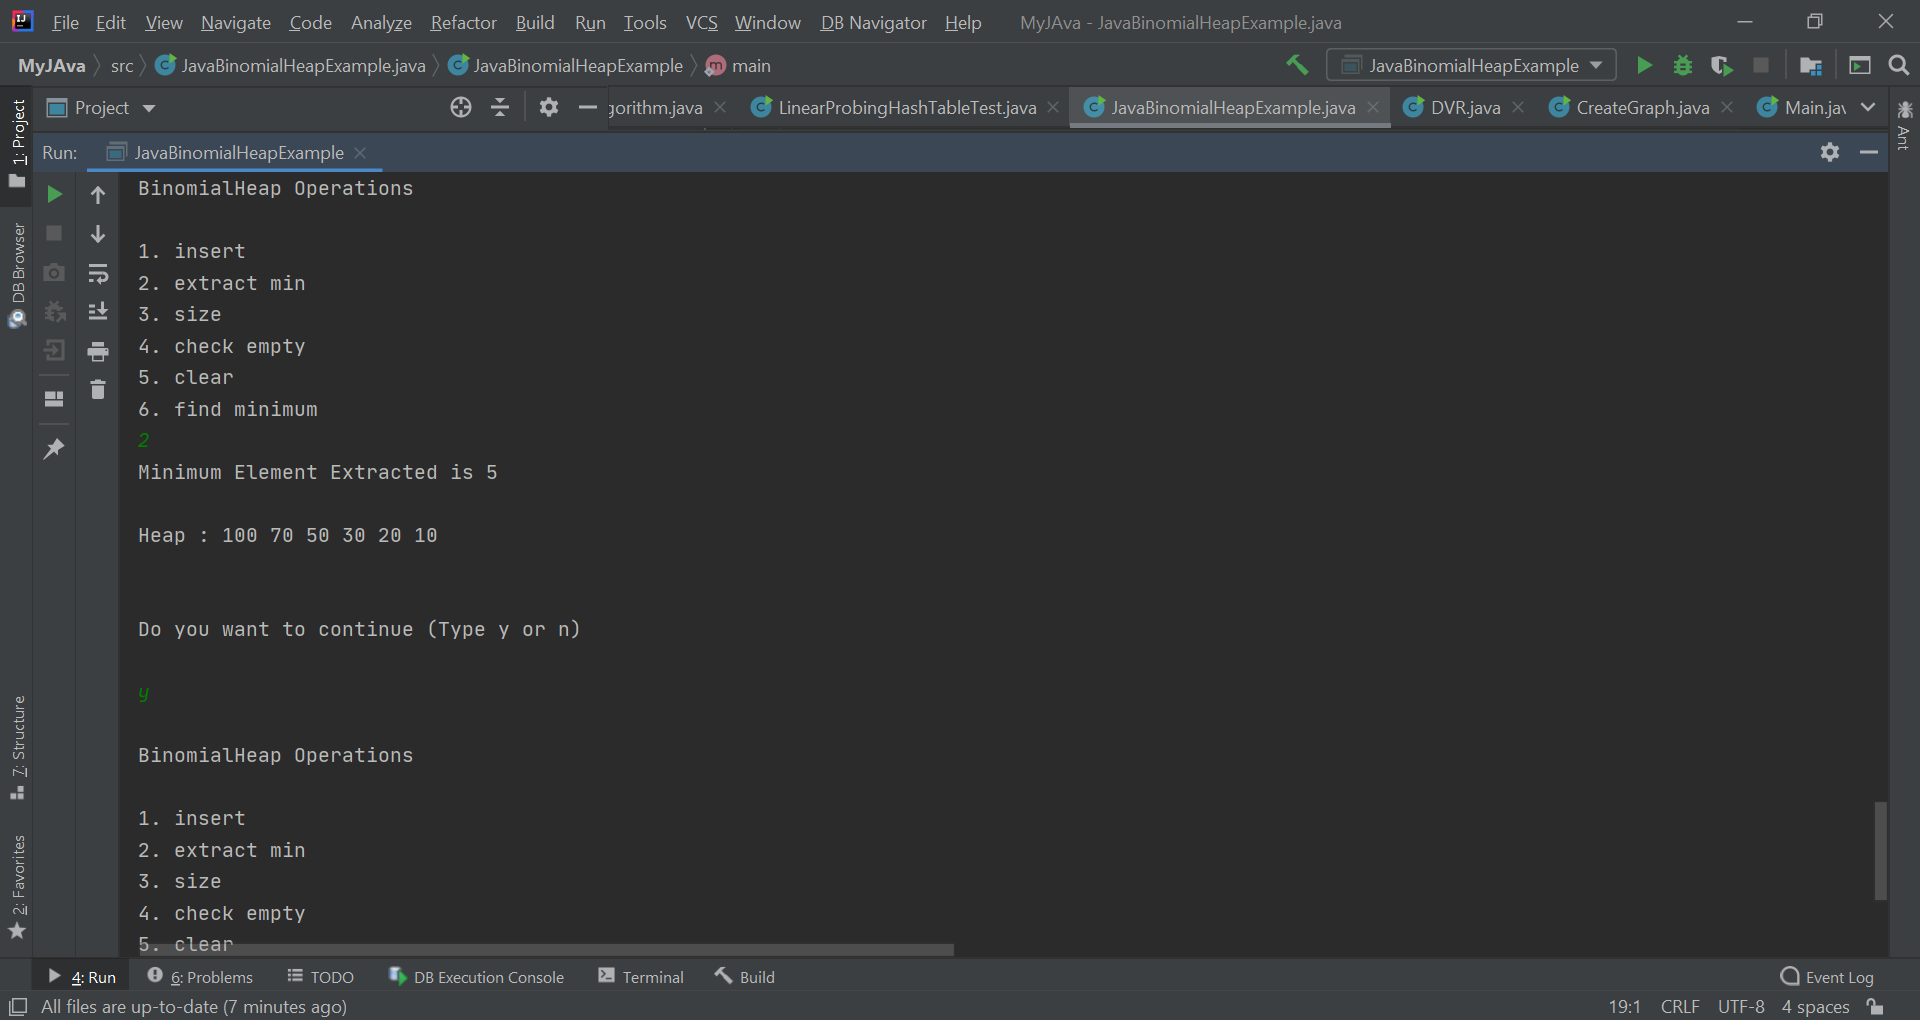 File Edit View Navigate Code Analyze Refactor Build Run Tools VCS Window DB Navigator Help MyJAva - JavaBinomialHeapExample.java
MyJAva src JavaBinomialHeapExample.java JavaBinomialHeapExample main JavaBinomialHeapExample
Project gorithm.java LinearProbingHashTableTest.java JavaBinomialHeapExample.java DVR.java CreateGraph.java Main.jav
Run: JavaBinomialHeapExample
1: Project
DB Browser
7: Structure
2: Favorites
Ant
BinomialHeap Operations
1. insert
2. extract min
3. size
4. check empty
5. clear
6. find minimum
2
Minimum Element Extracted is 5
Heap : 100 70 50 30 20 10
Do you want to continue (Type y or n)
y
BinomialHeap Operations
1. insert
2. extract min
3. size
4. check empty
5. clear
4: Run 6: Problems TODO DB Execution Console Terminal Build Event Log
All files are up-to-date (7 minutes ago) 19:1 CRLF UTF-8 4 spaces